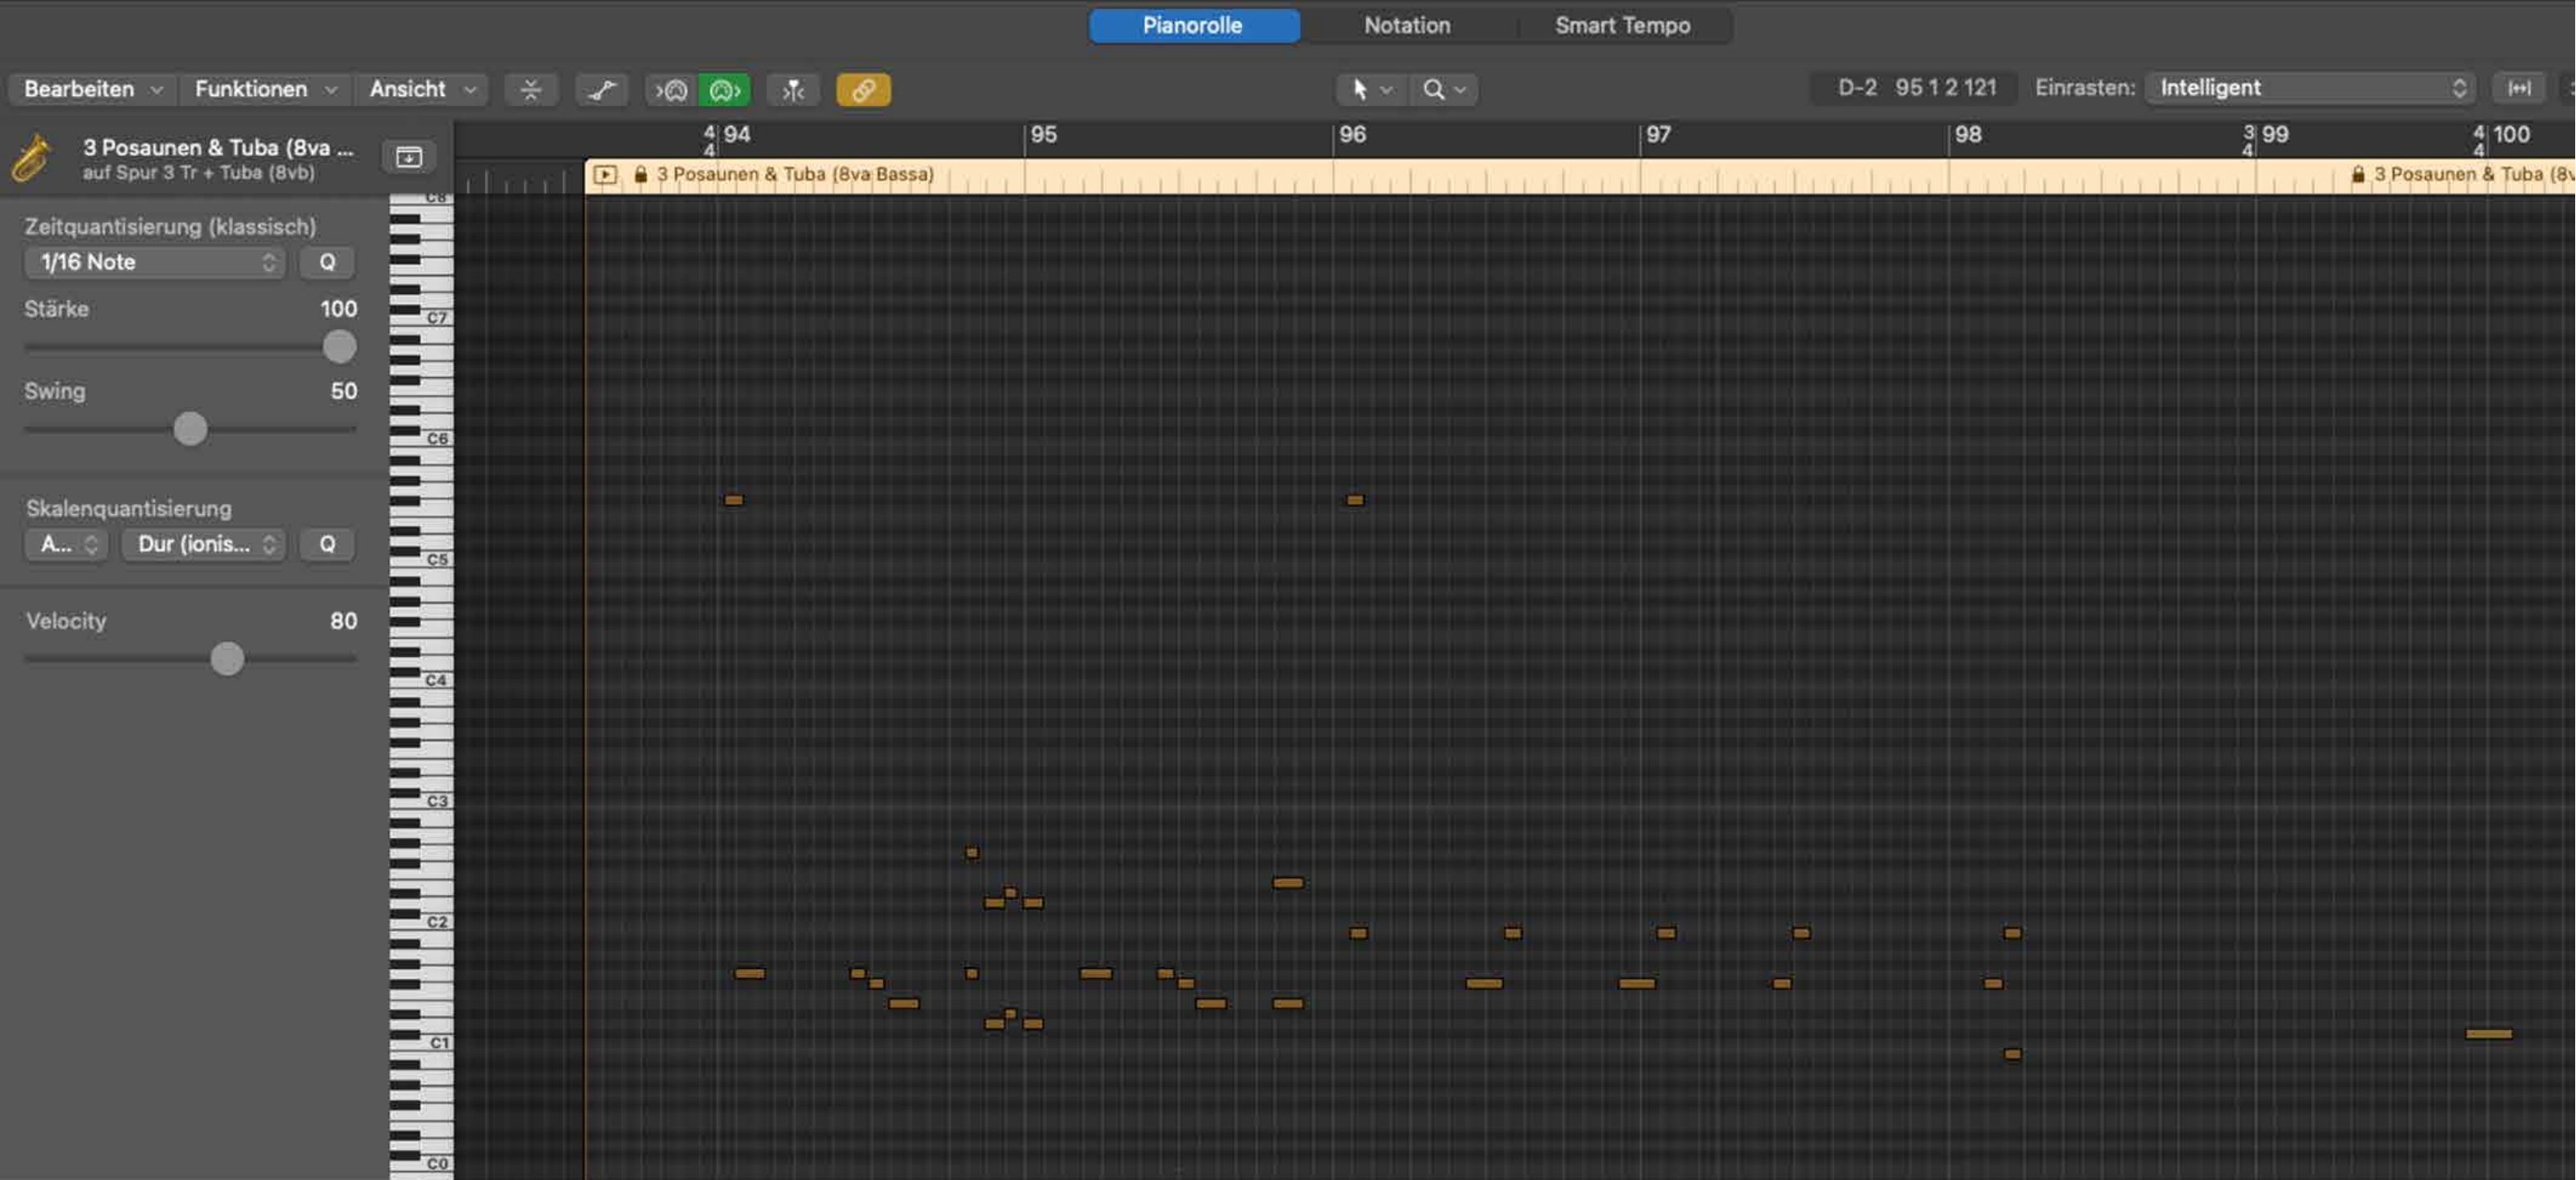 Pianorolle Notation Smart Tempo
Bearbeiten Funktionen Ansicht D-2 95 1 2 121 Einrasten: Intelligent
4/4 94 95 96 97 98 3/4 99 4/4 100
3 Posaunen & Tuba (8va ...
auf Spur 3 Tr + Tuba (8vb)
3 Posaunen & Tuba (8va Bassa) 3 Posaunen & Tuba (8v
Zeitquantisierung (klassisch)
1/16 Note Q
Stärke 100
Swing 50
Skalenquantisierung
A... Dur (ionis... Q
Velocity 80
C8
C7
C6
C5
C4
C3
C2
C1
C0